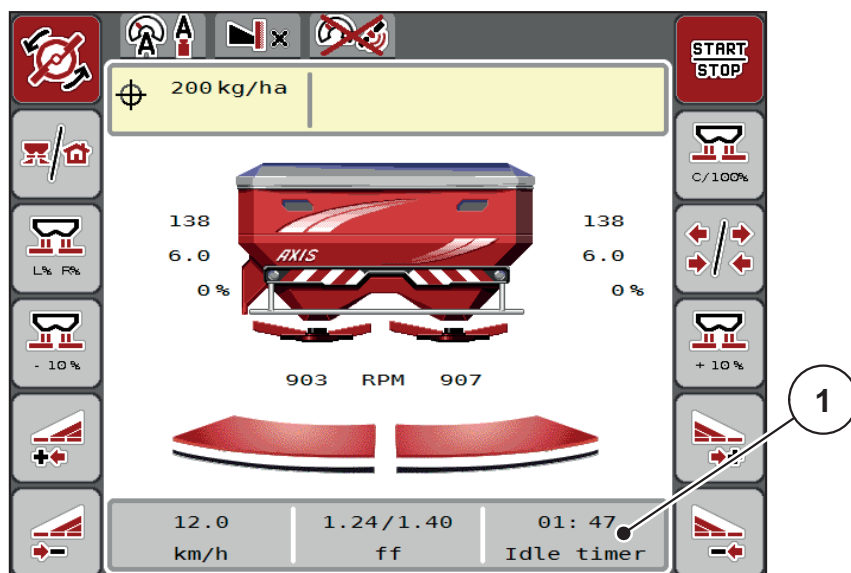 A A
START
STOP
200 kg/ha
C/100%
138 138
AXIS
6.0 6.0
0% 0%
L% R%
- 10%
+ 10%
903 RPM 907
1
12.0 1.24/1.40 01: 47
km/h ff Idle timer